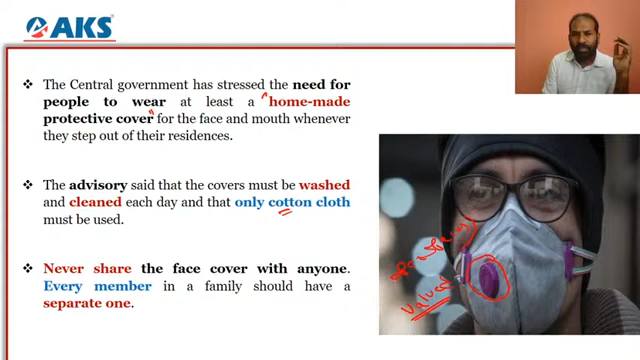 AKS
❖ The Central government has stressed the need for
people to wear at least a "home-made
protective cover" for the face and mouth whenever
they step out of their residences.
❖ The advisory said that the covers must be washed
and cleaned each day and that only cotton cloth
must be used.
❖ Never share the face cover with anyone.
Every member in a family should have a
separate one.